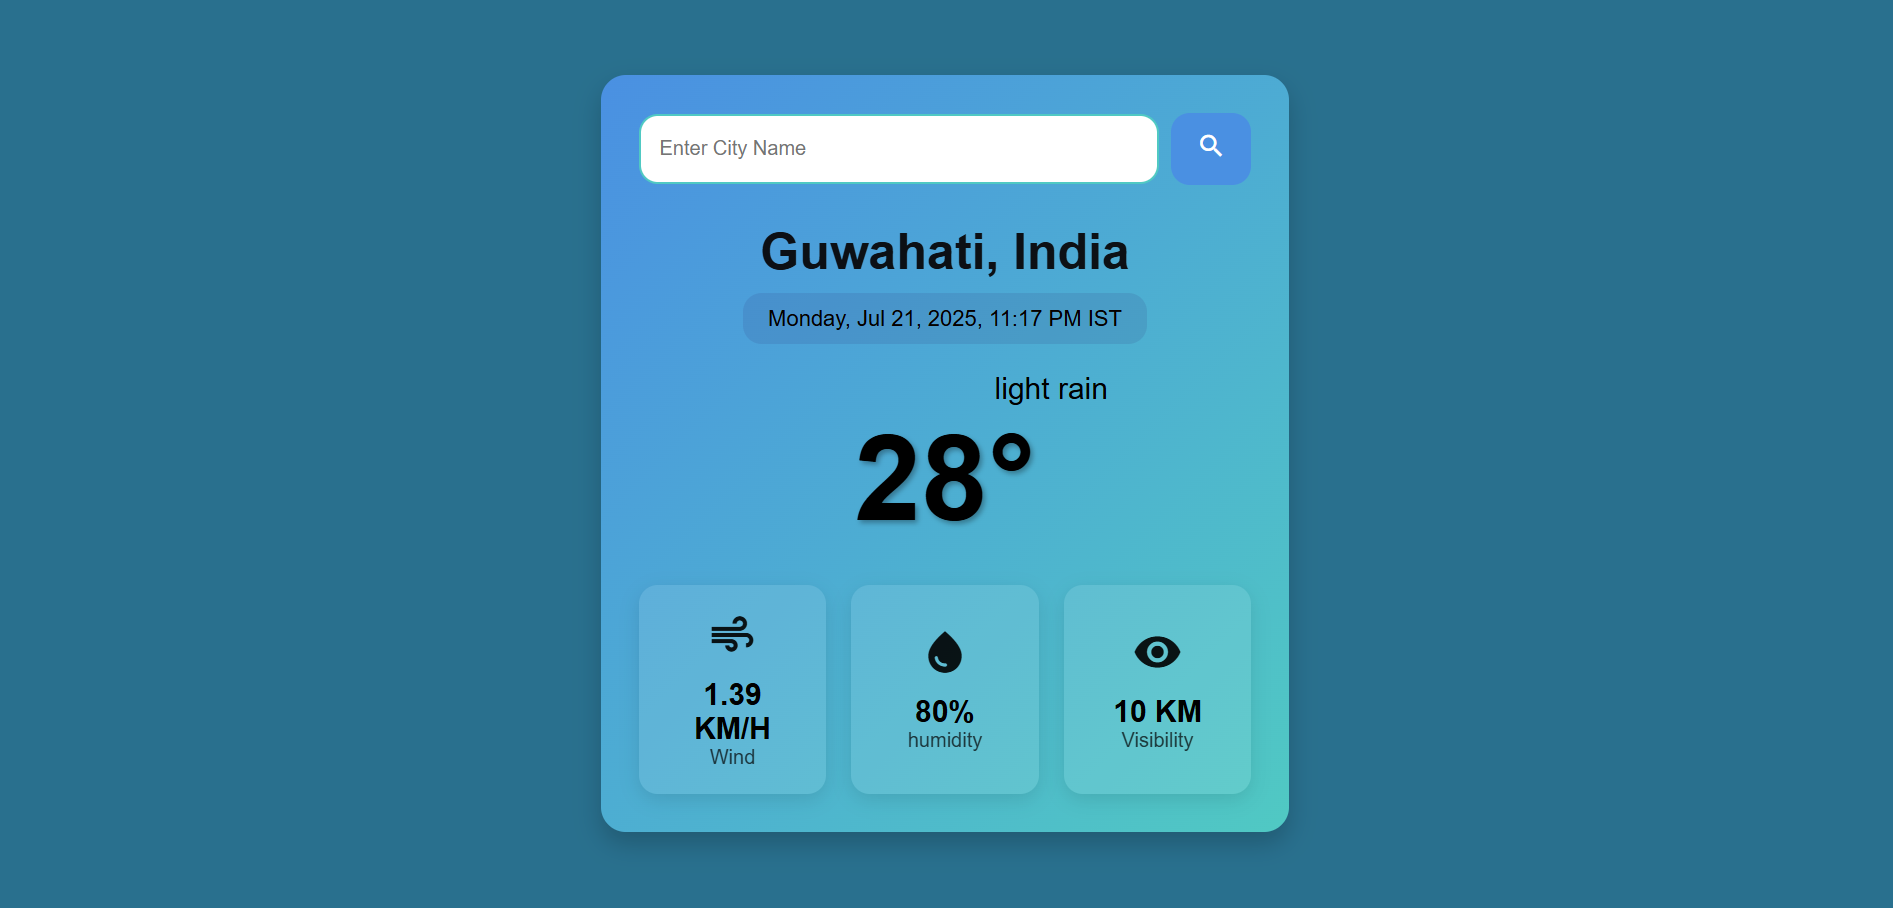 Enter City Name
Guwahati, India
Monday, Jul 21, 2025, 11:17 PM IST
light rain
28°
1.39
KM/H
Wind
80%
humidity
10 KM
Visibility